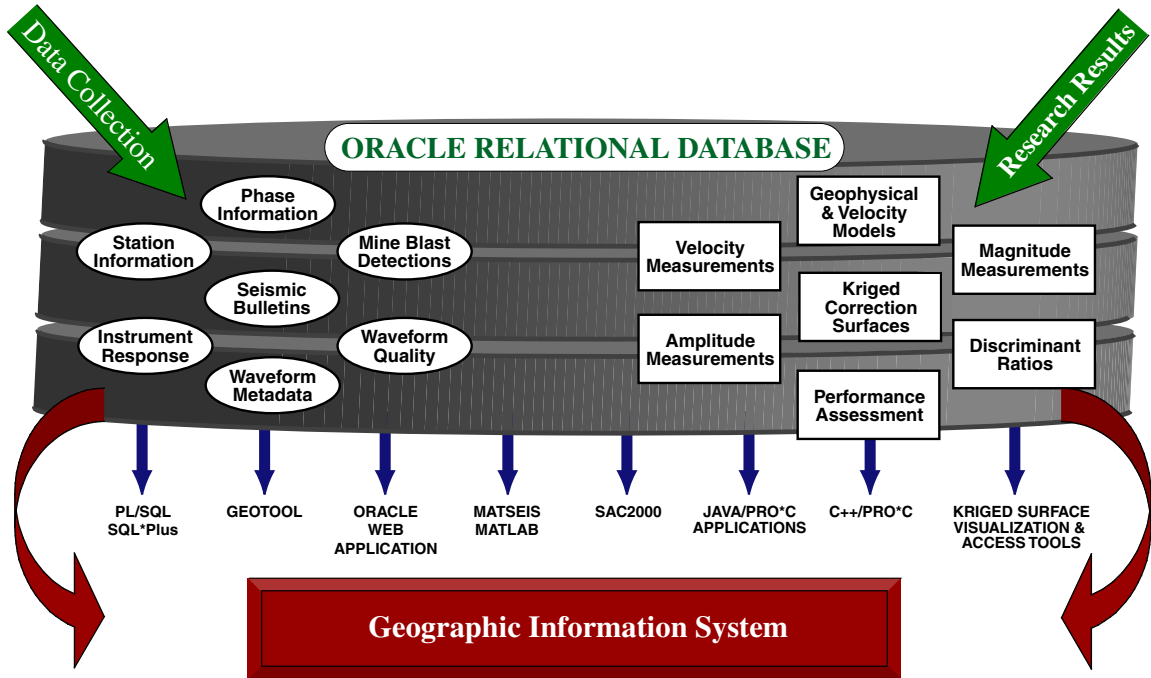 Data Collection
Research Results
ORACLE RELATIONAL DATABASE
Phase
Information
Station
Information
Mine Blast
Detections
Seismic
Bulletins
Instrument
Response
Waveform
Quality
Waveform
Metadata
Geophysical
& Velocity
Models
Velocity
Measurements
Magnitude
Measurements
Kriged
Correction
Surfaces
Amplitude
Measurements
Discriminant
Ratios
Performance
Assessment
PL/SQL
SQL*Plus
GEOTOOL
ORACLE
WEB
APPLICATION
MATSEIS
MATLAB
SAC2000
JAVA/PRO*C
APPLICATIONS
C++/PRO*C
KRIGED SURFACE
VISUALIZATION &
ACCESS TOOLS
Geographic Information System